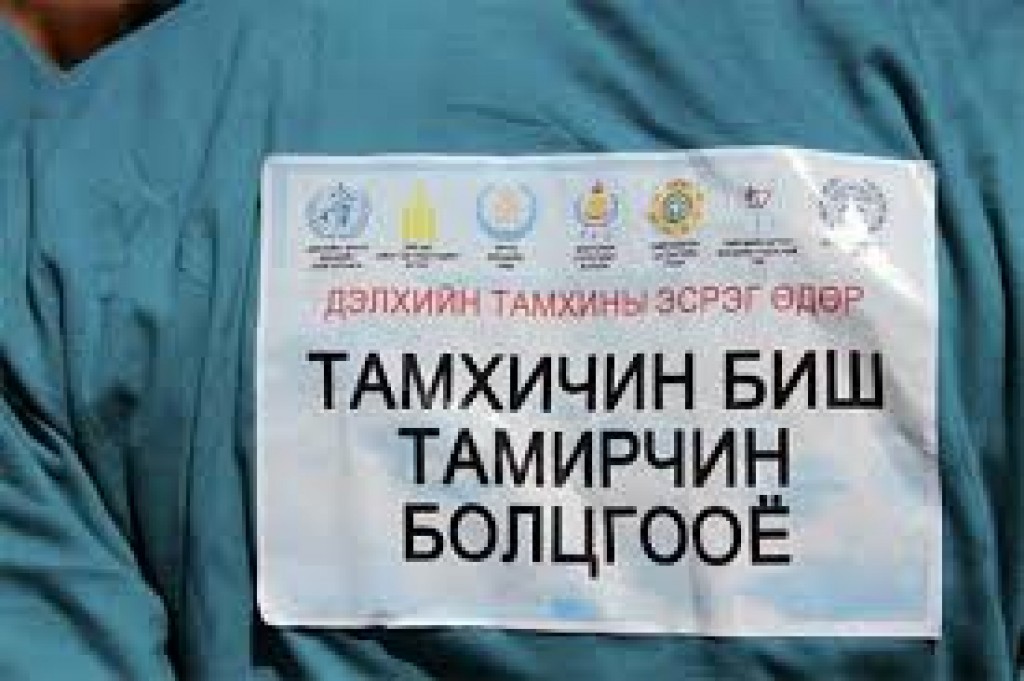 ДЭЛХИЙН ТАМХИНЫ ЭСРЭГ ӨДӨР
ТАМХИЧИН БИШ
ТАМИРЧИН
БОЛЦГООЁ